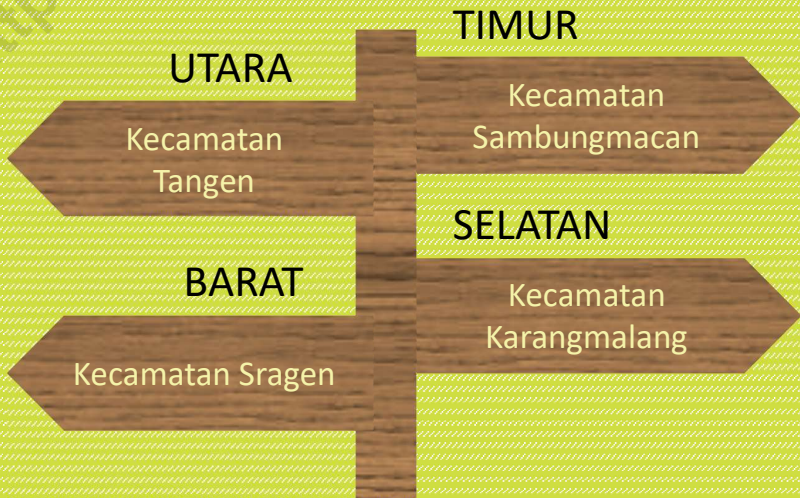 UTARA
Kecamatan
Tangen
TIMUR
Kecamatan
Sambungmacan
BARAT
Kecamatan Sragen
SELATAN
Kecamatan
Karangmalang